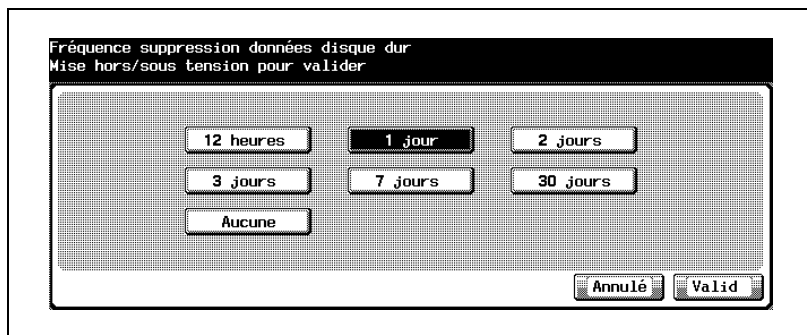 Fréquence suppression données disque dur
Mise hors/sous tension pour valider
12 heures 1 jour 2 jours
3 jours 7 jours 30 jours
Aucune
Annulé Valid